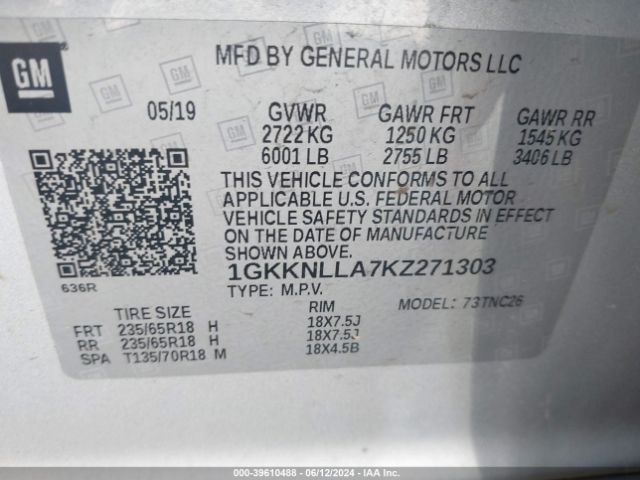 GM
MFD BY GENERAL MOTORS LLC
05/19 GVWR GAWR FRT GAWR RR
2722 KG 1250 KG 1545 KG
6001 LB 2755 LB 3406 LB
THIS VEHICLE CONFORMS TO ALL
APPLICABLE U.S. FEDERAL MOTOR
VEHICLE SAFETY STANDARDS IN EFFECT
ON THE DATE OF MANUFACTURE
SHOWN ABOVE.
636R 1GKKNLLA7KZ271303
TYPE: M.P.V. MODEL: 73TNC26
TIRE SIZE RIM
FRT 235/65R18 H 18X7.5J
RR 235/65R18 H 18X7.5J
SPA T135/70R18 M 18X4.5B
000-39610488 - 06/12/2024 - IAAI.COM